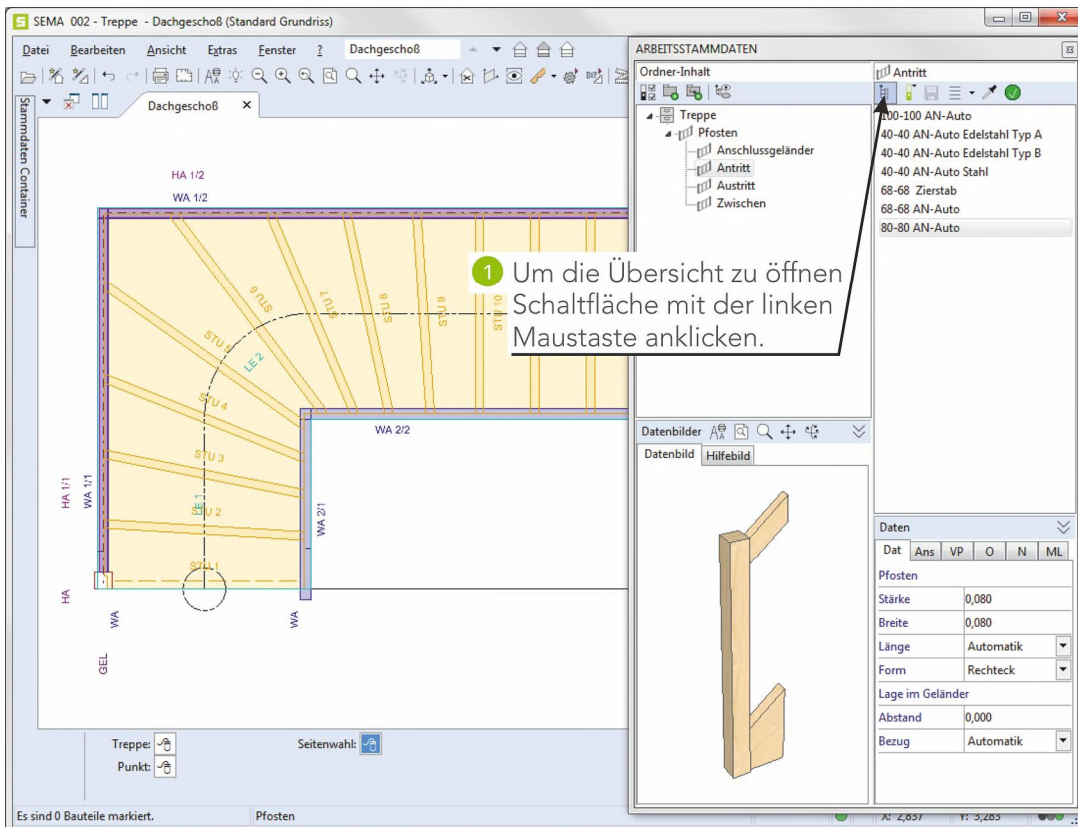 SEMA 002 - Treppe - Dachgeschoß (Standard Grundriss)
Datei Bearbeiten Ansicht Extras Fenster ? Dachgeschoß
Stammdaten Container
Dachgeschoß
HA 1/2
WA 1/2
STU 6
STU 7
STU 8
STU 9
STU 10
STU 5
LE 2
STU 4
WA 2/2
STU 3
HA 1/1
WA 1/1
LE 1
STU 2
WA 2/1
STU 1
HA
WA
WA
GEL
1 Um die Übersicht zu öffnen
Schaltfläche mit der linken
Maustaste anklicken.
Treppe:
Seitenwahl:
Punkt:
ARBEITSSTAMMDATEN
Ordner-Inhalt
Treppe
Pfosten
Anschlussgeländer
Antritt
Austritt
Zwischen
Antritt
100-100 AN-Auto
40-40 AN-Auto Edelstahl Typ A
40-40 AN-Auto Edelstahl Typ B
40-40 AN-Auto Stahl
68-68 Zierstab
68-68 AN-Auto
80-80 AN-Auto
Datenbilder
Datenbild Hilfebild
Daten
Dat Ans VP O N ML
Pfosten
Stärke 0,080
Breite 0,080
Länge Automatik
Form Rechteck
Lage im Geländer
Abstand 0,000
Bezug Automatik
Es sind 0 Bauteile markiert. Pfosten X: 2,837 Y: 3,283